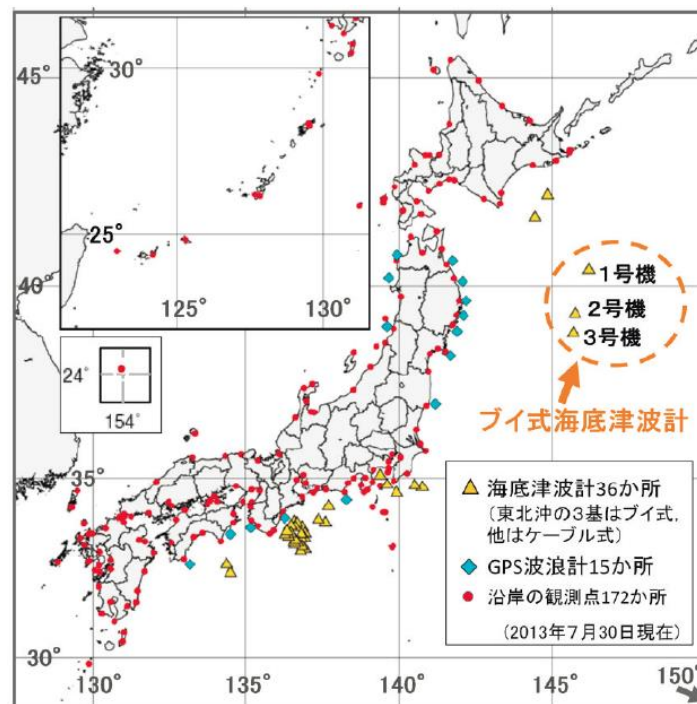 45°
40°
35°
30°
130°
135°
140°
145°
150°
30°
25°
125°
130°
24°
154°
1号機
2号機
3号機
ブイ式海底津波計
海底津波計36か所
(東北沖の3基はブイ式,
他はケーブル式)
GPS波浪計15か所
沿岸の観測点172か所
(2013年7月30日現在)